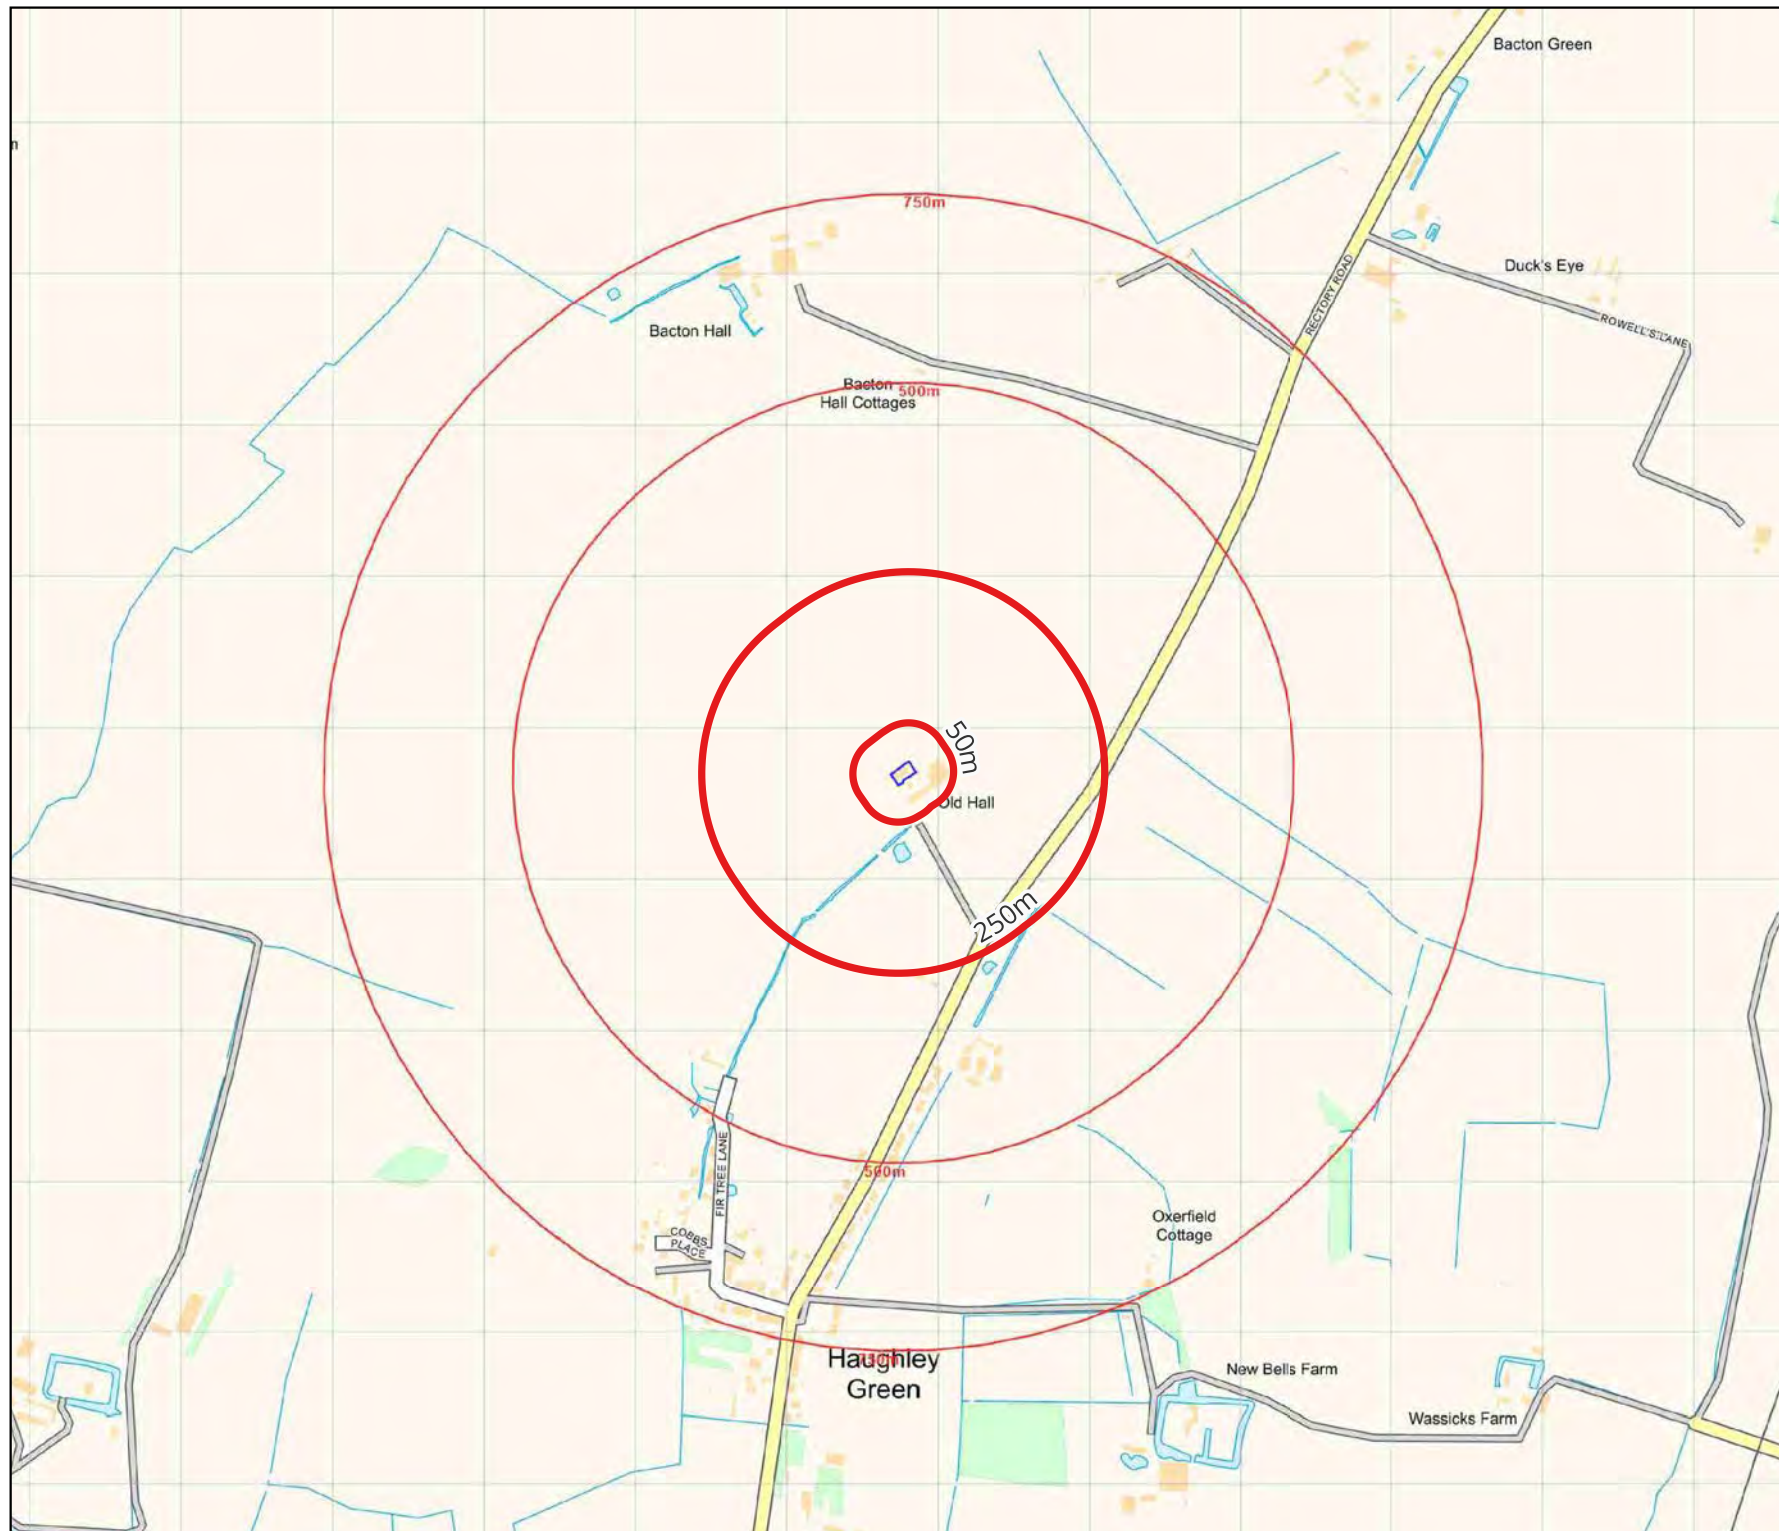 Bacton Green
n
750m
Duck's Eye
RECTORY ROAD
ROWELL'S LANE
Bacton Hall
Bacton
Hall Cottages
500m
50m
Old Hall
250m
FIR TREE LANE
500m
COBBS
PLACE
Oxerfield
Cottage
750m
Haughley
Green
New Bells Farm
Wassicks Farm